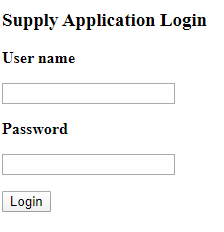 Supply Application Login
User name
Password
Login